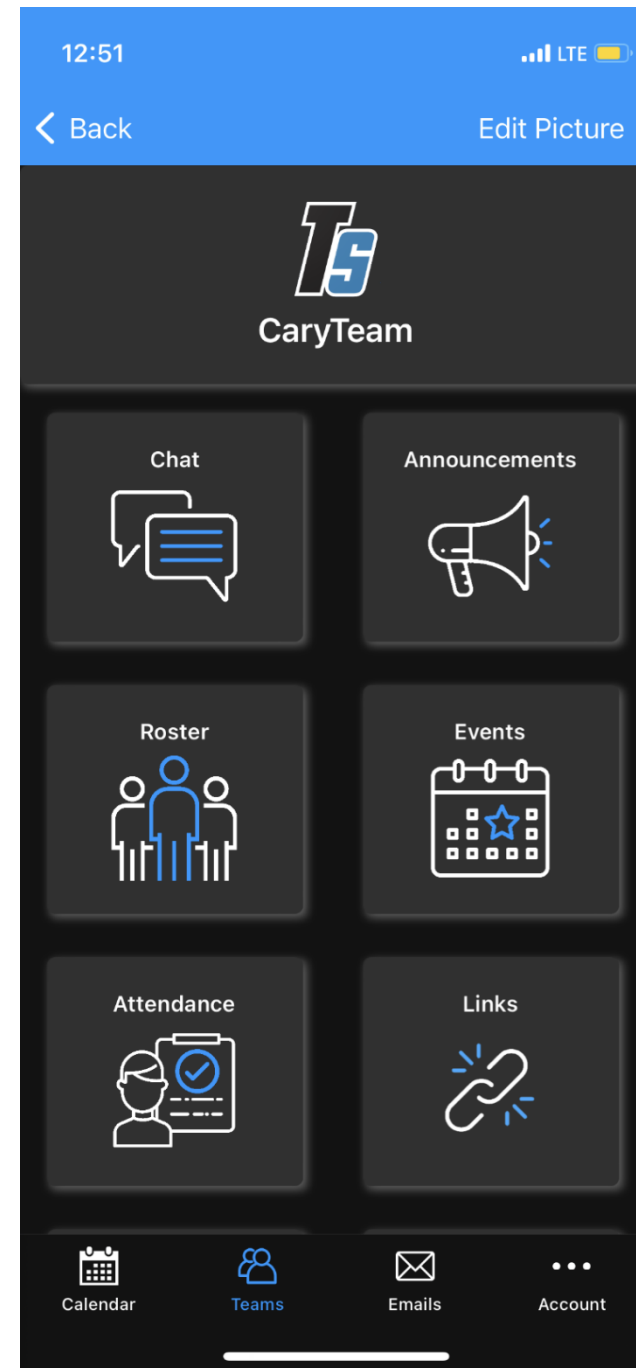 12:51 LTE
Back Edit Picture
TS
CaryTeam
Chat Announcements
Roster Events
Attendance Links
Calendar Teams Emails Account